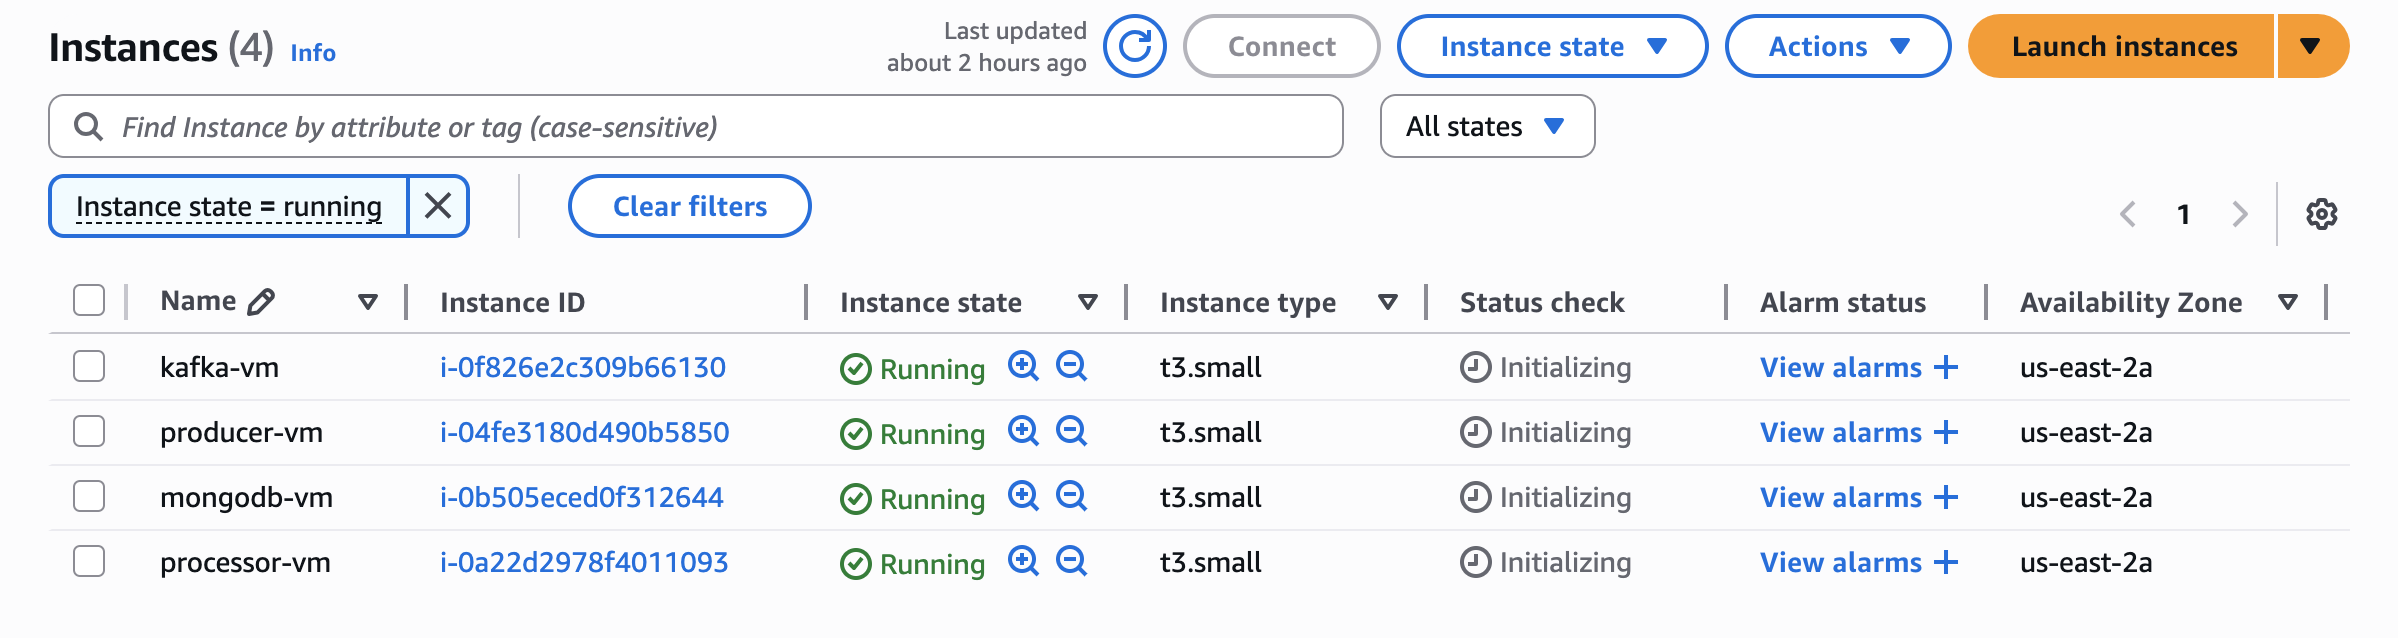 Instances (4) Info
Last updated
about 2 hours ago
Connect
Instance state
Actions
Launch instances
Find Instance by attribute or tag (case-sensitive)
All states
Instance state = running
Clear filters
1
Name Instance ID Instance state Instance type Status check Alarm status Availability Zone
kafka-vm i-0f826e2c309b66130 Running t3.small Initializing View alarms + us-east-2a
producer-vm i-04fe3180d490b5850 Running t3.small Initializing View alarms + us-east-2a
mongodb-vm i-0b505eced0f312644 Running t3.small Initializing View alarms + us-east-2a
processor-vm i-0a22d2978f4011093 Running t3.small Initializing View alarms + us-east-2a